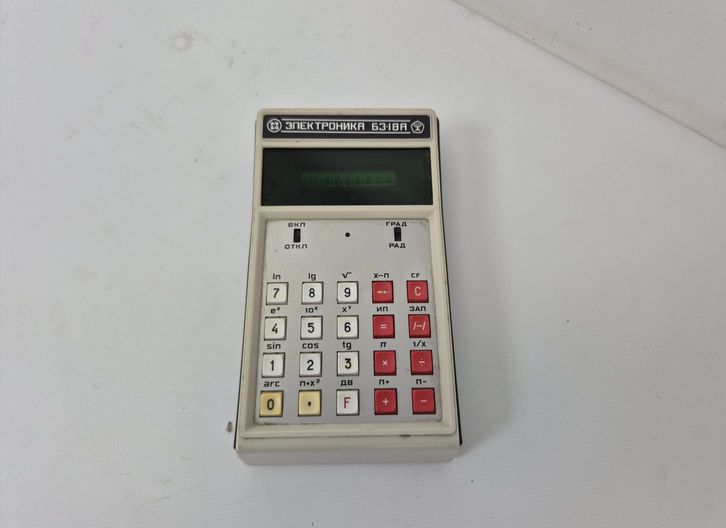 ЭЛЕКТРОНИКА Б3-18А
ВКЛ ГРАД
ОТКЛ РАД
ln lg √‾ X↔П CF
7 8 9 →← C
eˣ 10ˣ Xʸ ИП ЗАП
4 5 6 = /–/
sin cos tg π 1/X
1 2 3 × ÷
arc П+X² ДВ П+ П−
0 • F + −